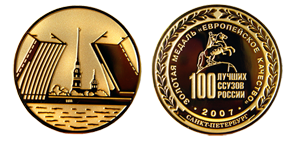 ЗОЛОТАЯ МЕДАЛЬ «ЕВРОПЕЙСКОЕ КАЧЕСТВО»
100 ЛУЧШИХ
ССУЗОВ
РОССИИ
• 2007 •
САНКТ-ПЕТЕРБУРГ